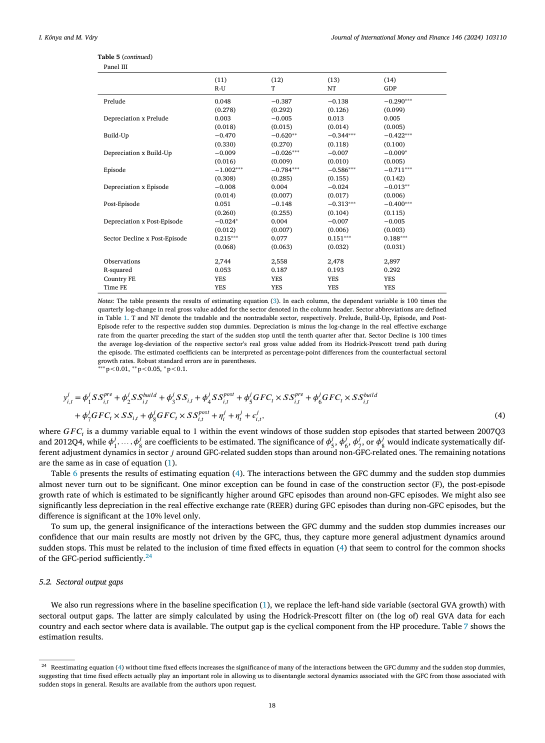 I. Kónya and M. Váry
Journal of International Money and Finance 146 (2024) 103110
Table 5 (continued)
Panel III
(11) (12) (13) (14)
R-U T NT GDP
Prelude 0.048 −0.387 −0.138 −0.290***
(0.278) (0.292) (0.126) (0.099)
Depreciation x Prelude 0.003 −0.005 0.013 0.005
(0.018) (0.015) (0.014) (0.005)
Build-Up −0.470 −0.620** −0.344*** −0.422***
(0.330) (0.270) (0.118) (0.100)
Depreciation x Build-Up −0.009 −0.026*** −0.007 −0.009*
(0.016) (0.009) (0.010) (0.005)
Episode −1.002*** −0.784*** −0.586*** −0.711***
(0.308) (0.285) (0.155) (0.142)
Depreciation x Episode −0.008 0.004 −0.024 −0.013**
(0.014) (0.007) (0.017) (0.006)
Post-Episode 0.051 −0.148 −0.313*** −0.400***
(0.260) (0.255) (0.104) (0.115)
Depreciation x Post-Episode −0.024* 0.004 −0.007 −0.005
(0.012) (0.007) (0.006) (0.003)
Sector Decline x Post-Episode 0.215*** 0.077 0.151*** 0.188***
(0.068) (0.063) (0.032) (0.031)
Observations 2,744 2,558 2,478 2,897
R-squared 0.053 0.187 0.193 0.292
Country FE YES YES YES YES
Time FE YES YES YES YES
Notes: The table presents the results of estimating equation (3). In each column, the dependent variable is 100 times the
quarterly log-change in real gross value added for the sector denoted in the column header. Sector abbreviations are defined
in Table 1. T and NT denote the tradable and the nontradable sector, respectively. Prelude, Build-Up, Episode, and Post-
Episode refer to the respective sudden stop dummies. Depreciation is minus the log-change in the real effective exchange
rate from the quarter preceding the start of the sudden stop until the tenth quarter after that. Sector Decline is 100 times
the average log-deviation of the respective sector's real gross value added from its Hodrick-Prescott trend path during
the episode. The estimated coefficients can be interpreted as percentage-point differences from the counterfactual sectoral
growth rates. Robust standard errors are in parentheses.
***p<0.01, **p<0.05, *p<0.1.
y^j_{i,t} = ϕ^j_1 SS^{pre}_{i,t} + ϕ^j_2 SS^{build}_{i,t} + ϕ^j_3 SS_{i,t} + ϕ^j_4 SS^{post}_{i,t} + ϕ^j_5 GFC_t × SS^{pre}_{i,t} + ϕ^j_6 GFC_t × SS^{build}_{i,t}
+ ϕ^j_7 GFC_t × SS_{i,t} + ϕ^j_8 GFC_t × SS^{post}_{i,t} + η^j_i + η^j_t + ε^j_{i,t}, (4)
where GFC_t is a dummy variable equal to 1 within the event windows of those sudden stop episodes that started between 2007Q3
and 2012Q4, while ϕ^j_1, ..., ϕ^j_8 are coefficients to be estimated. The significance of ϕ^j_5, ϕ^j_6, ϕ^j_7, or ϕ^j_8 would indicate systematically dif-
ferent adjustment dynamics in sector j around GFC-related sudden stops than around non-GFC-related ones. The remaining notations
are the same as in case of equation (1).
Table 6 presents the results of estimating equation (4). The interactions between the GFC dummy and the sudden stop dummies
almost never turn out to be significant. One minor exception can be found in case of the construction sector (F), the post-episode
growth rate of which is estimated to be significantly higher around GFC episodes than around non-GFC episodes. We might also see
significantly less depreciation in the real effective exchange rate (REER) during GFC episodes than during non-GFC episodes, but the
difference is significant at the 10% level only.
To sum up, the general insignificance of the interactions between the GFC dummy and the sudden stop dummies increases our
confidence that our main results are mostly not driven by the GFC, thus, they capture more general adjustment dynamics around
sudden stops. This must be related to the inclusion of time fixed effects in equation (4) that seem to control for the common shocks
of the GFC-period sufficiently.24
5.2. Sectoral output gaps
We also run regressions where in the baseline specification (1), we replace the left-hand side variable (sectoral GVA growth) with
sectoral output gaps. The latter are simply calculated by using the Hodrick-Prescott filter on (the log of) real GVA data for each
country and each sector where data is available. The output gap is the cyclical component from the HP procedure. Table 7 shows the
estimation results.
24 Reestimating equation (4) without time fixed effects increases the significance of many of the interactions between the GFC dummy and the sudden stop dummies,
suggesting that time fixed effects actually play an important role in allowing us to disentangle sectoral dynamics associated with the GFC from those associated with
sudden stops in general. Results are available from the authors upon request.
18